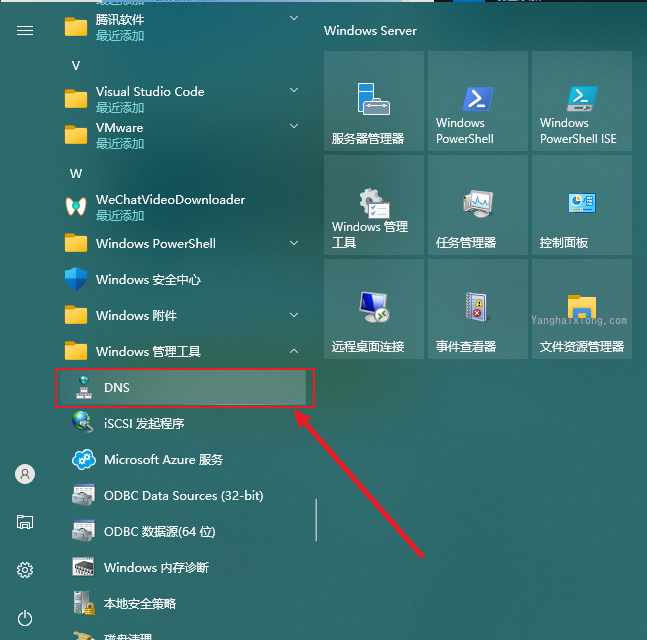 腾讯软件
最近添加
V
Visual Studio Code
最近添加
VMware
最近添加
W
WeChatVideoDownloader
最近添加
Windows PowerShell
Windows 安全中心
Windows 附件
Windows 管理工具
DNS
iSCSI 发起程序
Microsoft Azure 服务
ODBC Data Sources (32-bit)
ODBC 数据源(64 位)
Windows 内存诊断
本地安全策略
磁盘清理
Windows Server
服务器管理器
Windows
PowerShell
Windows
PowerShell ISE
Windows 管理
工具
任务管理器
控制面板
远程桌面连接
事件查看器
YanghaiXitong.com
文件资源管理器